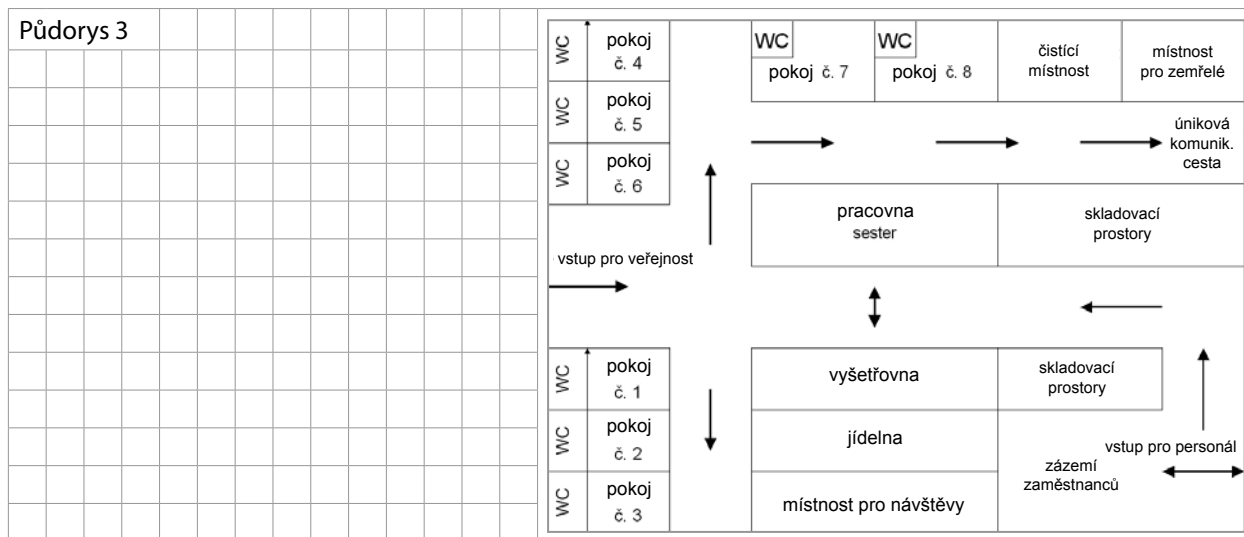 Půdorys 3
WC
pokoj
č. 4
WC
pokoj
č. 5
WC
pokoj
č. 6
WC
pokoj č. 7
WC
pokoj č. 8
čistící
místnost
místnost
pro zemřelé
úniková
komunik.
cesta
pracovna
sester
skladovací
prostory
vstup pro veřejnost
WC
pokoj
č. 1
WC
pokoj
č. 2
WC
pokoj
č. 3
vyšetřovna
skladovací
prostory
jídelna
místnost pro návštěvy
zázemí
zaměstnanců
vstup pro personál